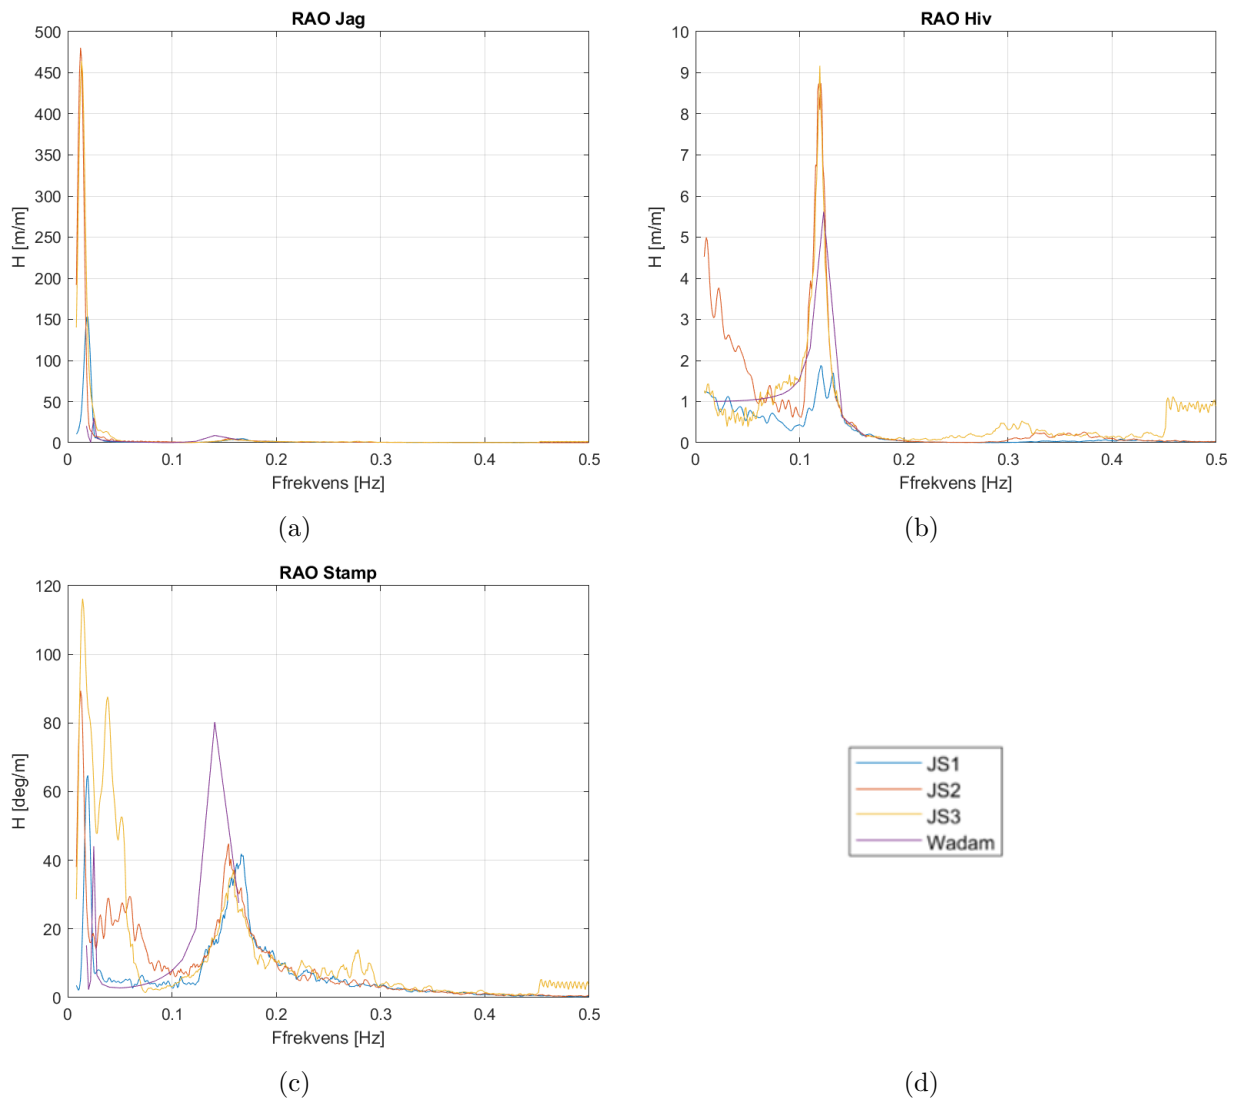 RAO Jag
500
450
400
350
300
250
200
150
100
50
0
H [m/m]
0 0.1 0.2 0.3 0.4 0.5
Ffrekvens [Hz]
(a)
RAO Hiv
10
9
8
7
6
5
4
3
2
1
0
H [m/m]
0 0.1 0.2 0.3 0.4 0.5
Ffrekvens [Hz]
(b)
RAO Stamp
120
100
80
60
40
20
0
H [deg/m]
0 0.1 0.2 0.3 0.4 0.5
Ffrekvens [Hz]
(c)
JS1
JS2
JS3
Wadam
(d)